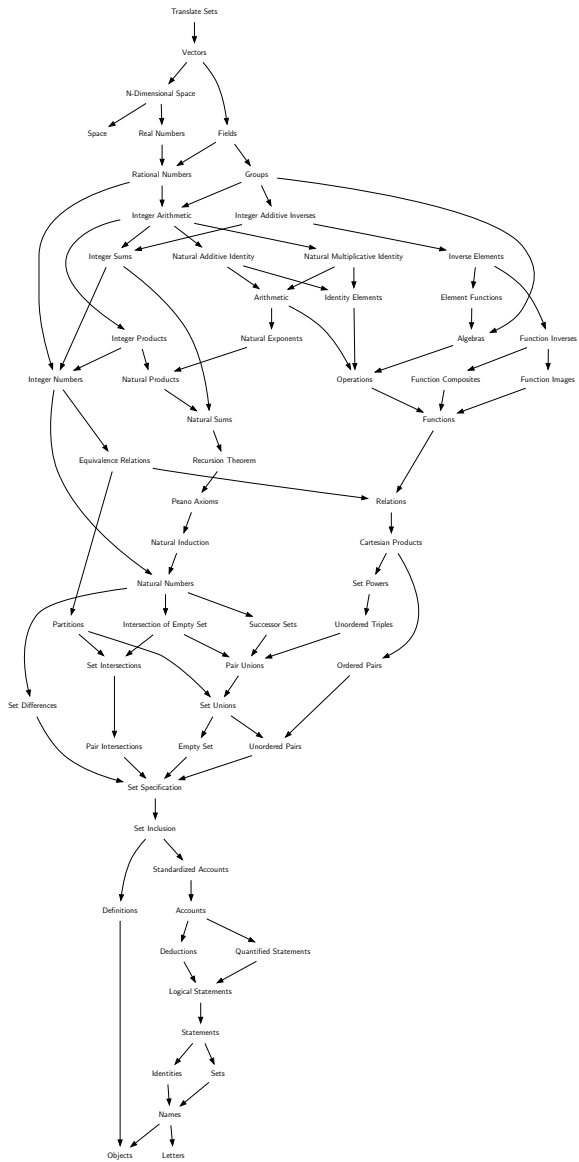 Translate Sets
Vectors
N-Dimensional Space
Space
Real Numbers
Fields
Rational Numbers
Groups
Integer Arithmetic
Integer Additive Inverses
Integer Sums
Natural Additive Identity
Natural Multiplicative Identity
Inverse Elements
Arithmetic
Identity Elements
Element Functions
Integer Products
Natural Exponents
Algebras
Function Inverses
Integer Numbers
Natural Products
Operations
Function Composites
Function Images
Natural Sums
Functions
Equivalence Relations
Recursion Theorem
Peano Axioms
Relations
Natural Induction
Cartesian Products
Natural Numbers
Set Powers
Partitions
Intersection of Empty Set
Successor Sets
Unordered Triples
Set Intersections
Pair Unions
Ordered Pairs
Set Differences
Set Unions
Pair Intersections
Empty Set
Unordered Pairs
Set Specification
Set Inclusion
Standardized Accounts
Definitions
Accounts
Deductions
Quantified Statements
Logical Statements
Statements
Identities
Sets
Names
Objects
Letters